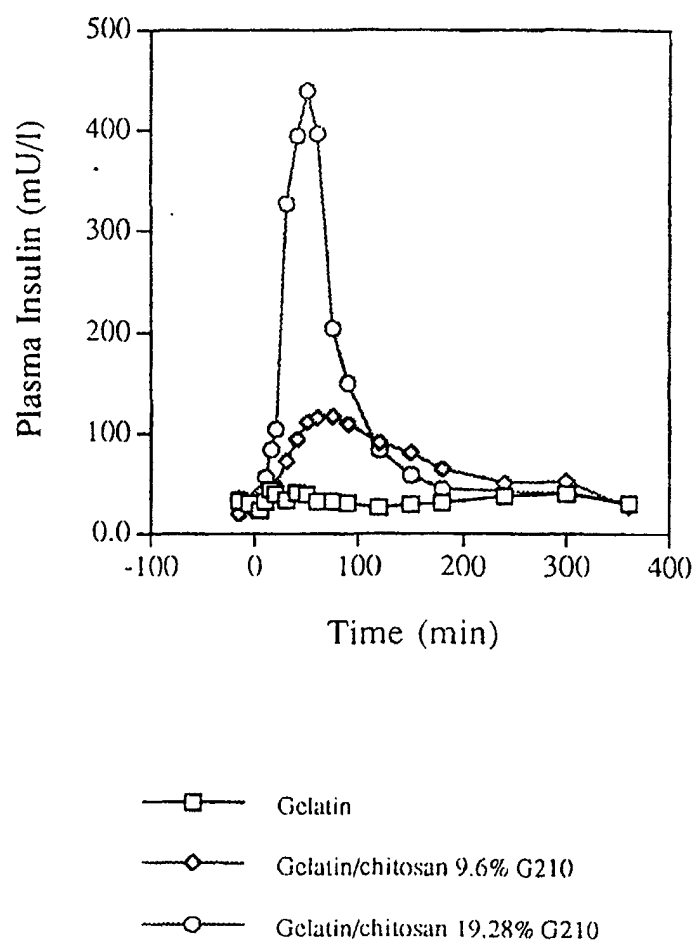 500
400
300
200
100
0.0
Plasma Insulin (mU/l)
-100 0 100 200 300 400
Time (min)
Gelatin
Gelatin/chitosan 9.6% G210
Gelatin/chitosan 19.28% G210